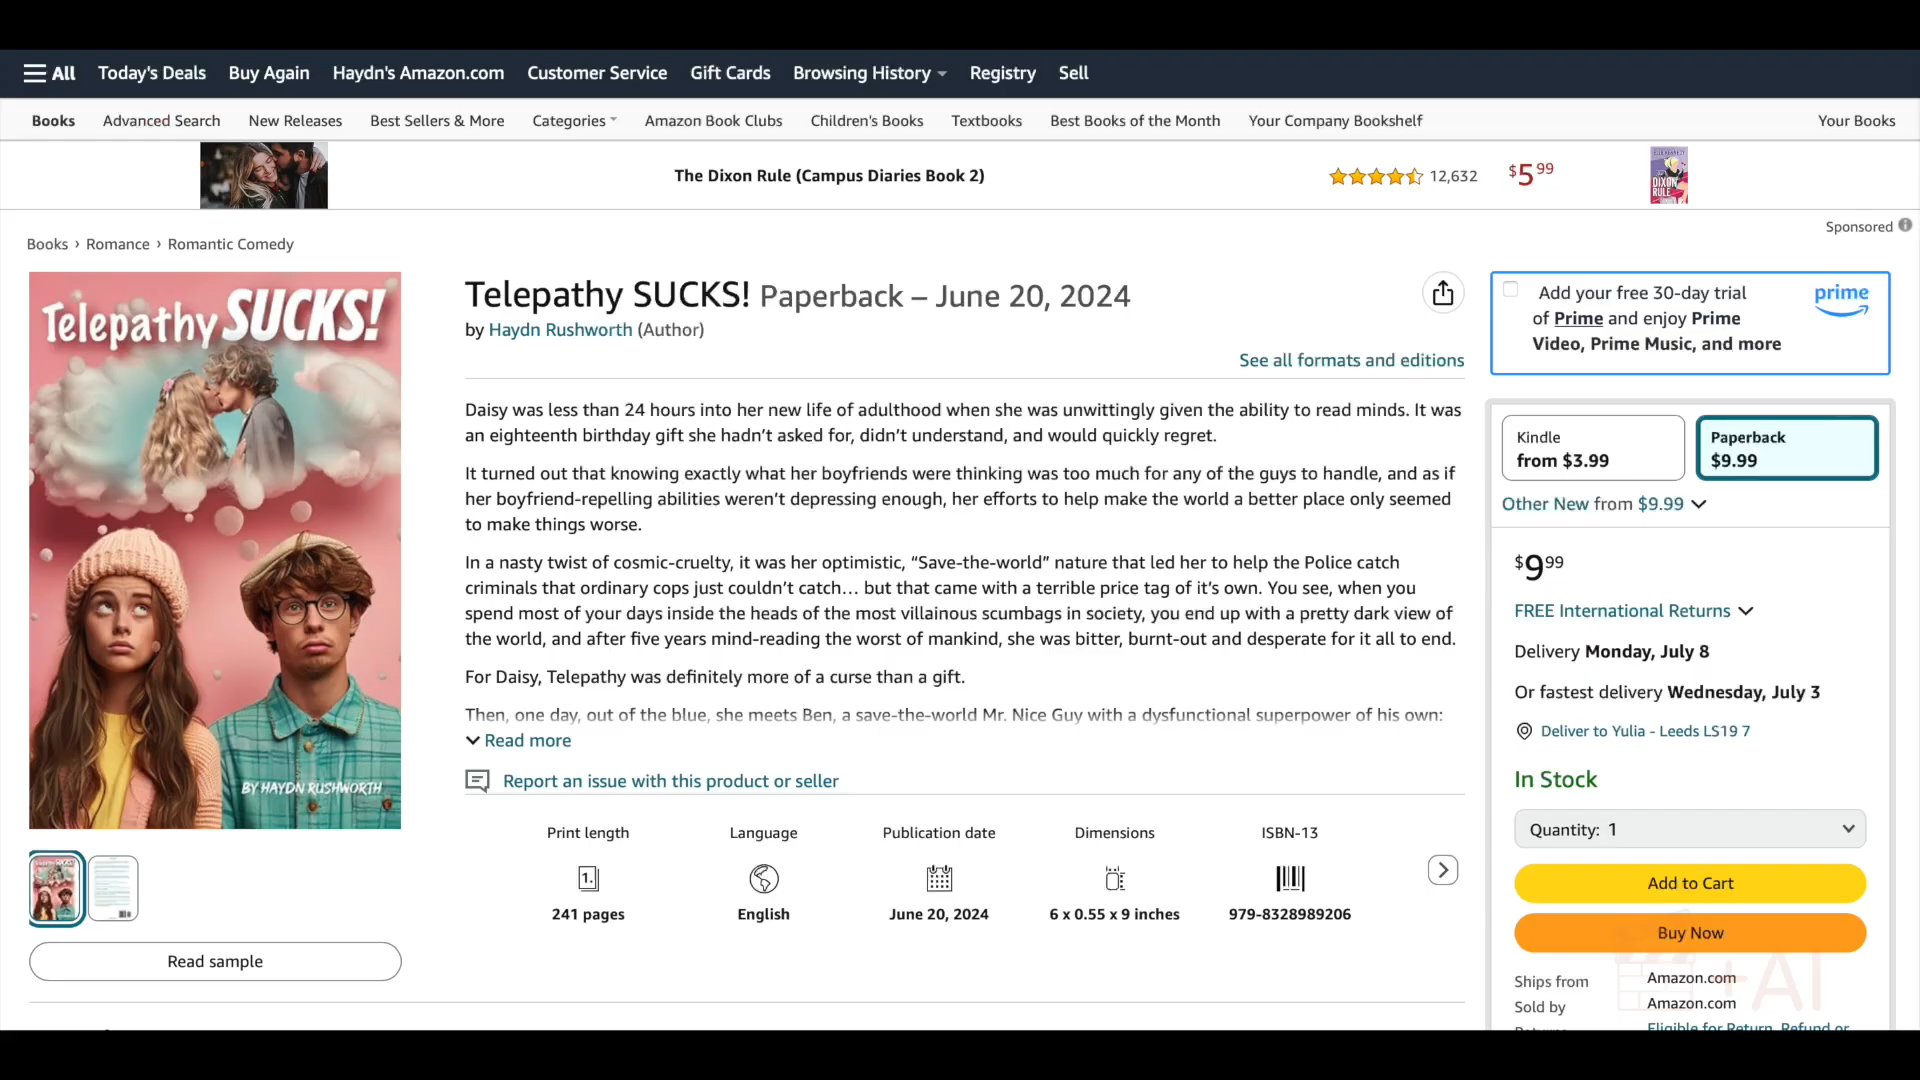 All Today's Deals Buy Again Haydn's Amazon.com Customer Service Gift Cards Browsing History Registry Sell
Books Advanced Search New Releases Best Sellers & More Categories Amazon Book Clubs Children's Books Textbooks Best Books of the Month Your Company Bookshelf Your Books
The Dixon Rule (Campus Diaries Book 2) 12,632 $5 99
DIXON
RULE
Sponsored
Books › Romance › Romantic Comedy
Telepathy SUCKS!
BY HAYDN RUSHWORTH
Read sample
Telepathy SUCKS! Paperback – June 20, 2024
by Haydn Rushworth (Author)
See all formats and editions
Daisy was less than 24 hours into her new life of adulthood when she was unwittingly given the ability to read minds. It was
an eighteenth birthday gift she hadn’t asked for, didn’t understand, and would quickly regret.
It turned out that knowing exactly what her boyfriends were thinking was too much for any of the guys to handle, and as if
her boyfriend-repelling abilities weren’t depressing enough, her efforts to help make the world a better place only seemed
to make things worse.
In a nasty twist of cosmic-cruelty, it was her optimistic, “Save-the-world” nature that led her to help the Police catch
criminals that ordinary cops just couldn’t catch… but that came with a terrible price tag of it’s own. You see, when you
spend most of your days inside the heads of the most villainous scumbags in society, you end up with a pretty dark view of
the world, and after five years mind-reading the worst of mankind, she was bitter, burnt-out and desperate for it all to end.
For Daisy, Telepathy was definitely more of a curse than a gift.
Then, one day, out of the blue, she meets Ben, a save-the-world Mr. Nice Guy with a dysfunctional superpower of his own:
Read more
Report an issue with this product or seller
Print length Language Publication date Dimensions ISBN-13
1.
241 pages English June 20, 2024 6 x 0.55 x 9 inches 979-8328989206
Add your free 30-day trial
of Prime and enjoy Prime
Video, Prime Music, and more
prime
Kindle
from $3.99
Paperback
$9.99
Other New from $9.99
$9 99
FREE International Returns
Delivery Monday, July 8
Or fastest delivery Wednesday, July 3
Deliver to Yulia - Leeds LS19 7
In Stock
Quantity: 1
Add to Cart
Buy Now
Ships from Amazon.com
Sold by Amazon.com
Returns Eligible for Return, Refund or
+AI